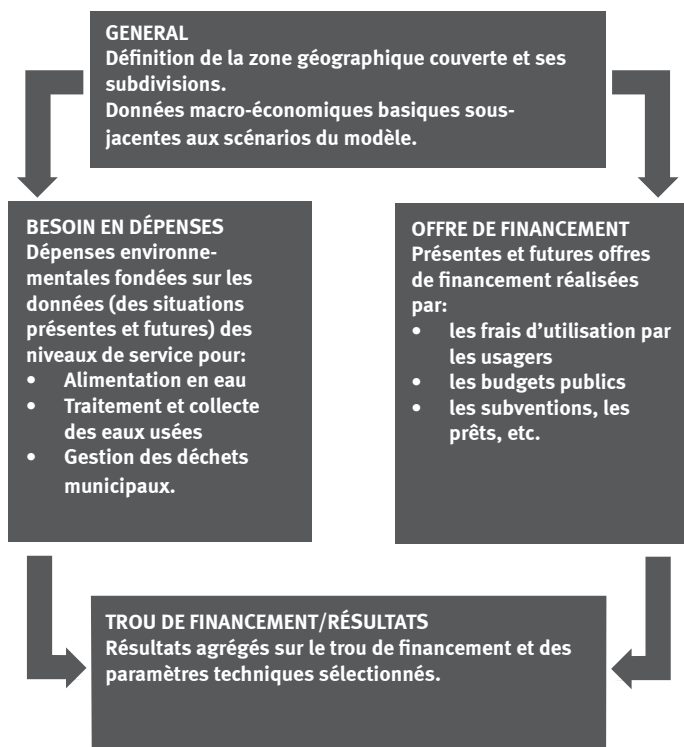 GENERAL
Définition de la zone géographique couverte et ses
subdivisions.
Données macro-économiques basiques sous-
jacentes aux scénarios du modèle.
BESOIN EN DÉPENSES
Dépenses environne-
mentales fondées sur les
données (des situations
présentes et futures) des
niveaux de service pour:
• Alimentation en eau
• Traitement et collecte
des eaux usées
• Gestion des déchets
municipaux.
OFFRE DE FINANCEMENT
Présentes et futures offres
de financement réalisées
par:
• les frais d'utilisation par
les usagers
• les budgets publics
• les subventions, les
prêts, etc.
TROU DE FINANCEMENT/RÉSULTATS
Résultats agrégés sur le trou de financement et des
paramètres techniques sélectionnés.